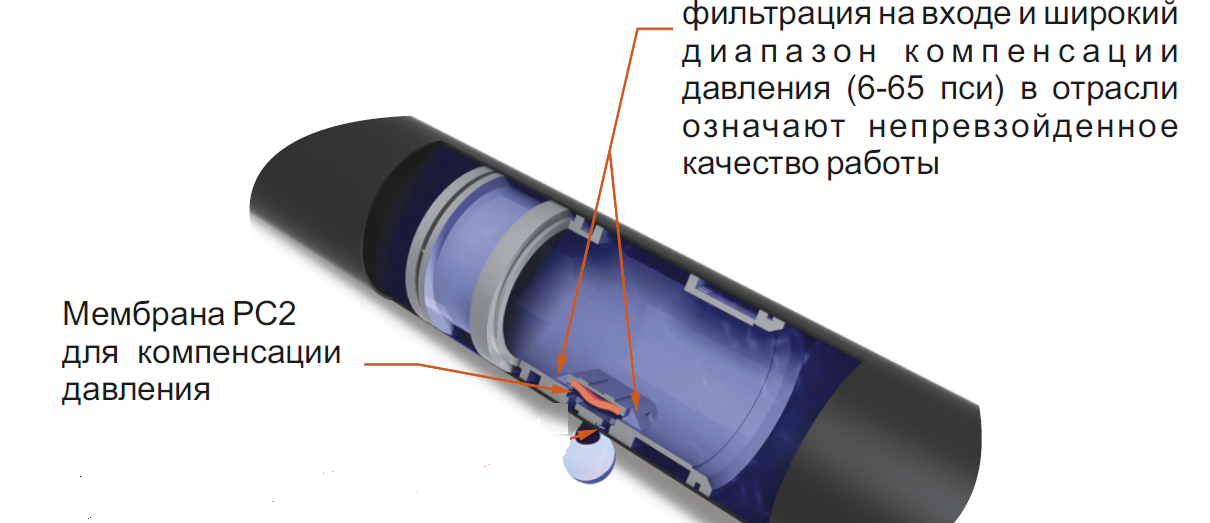 фильтрация на входе и широкий
диапазон компенсации
давления (6-65 пси) в отрасли
означают непревзойденное
качество работы
Мембрана PC2
для компенсации
давления